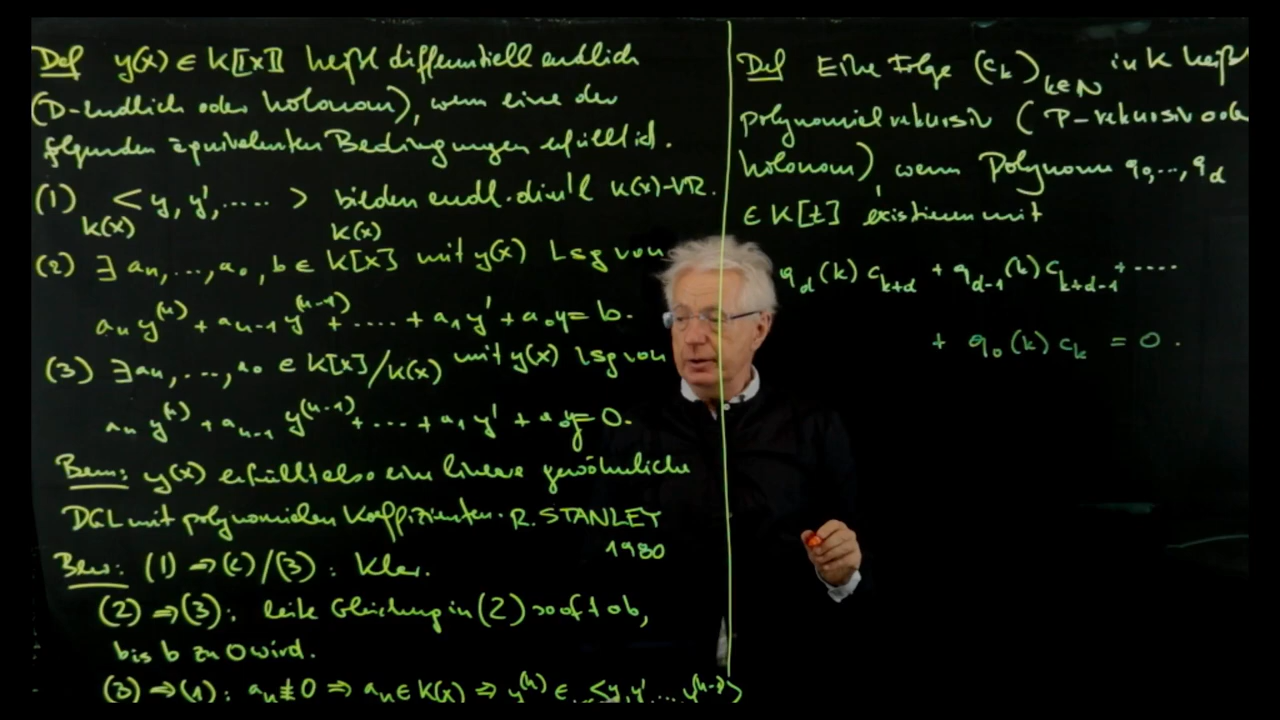 Def y(x) ∈ K[[x]] heißt differentiell endlich
(D-endlich oder holonom), wenn eine der
folgenden äquivalenten Bedingungen erfüllt ist.
(1) K(x) < y, y', ..... > K(x) bilden endl. dim'l K(x)-VR.
(2) ∃ an, ..., a0, b ∈ K[x] mit y(x) Lsg von
an y^(n) + an-1 y^(n-1) + .... + a1 y' + a0 y = b.
(3) ∃ an, ..., a0 ∈ K[x]/K(x) mit y(x) Lsg von
an y^(n) + an-1 y^(n-1) + ... + a1 y' + a0 y = 0.
Bem: y(x) erfüllt also eine lineare gewöhnliche
DGL mit polynomialen Koeffizienten. R. STANLEY
1980
Bew: (1) ⇒ (2)/(3) : klar.
(2) ⇒ (3): leite Gleichung in (2) so oft ab,
bis b zu 0 wird.
(3) ⇒ (1): an ≢ 0 ⇒ an ∈ K(x) ⇒ y^(n) ∈ <y, y', ... y^(n-1)>
Def Eine Folge (ck)k∈N in K heißt
polynomiel rekursiv (P-rekursiv oder
holonom), wenn Polynome q0, ..., qd
∈ K[t] existieren mit
qd(k) ck+d + qd-1(k) ck+d-1 + ....
+ q0(k) ck = 0.